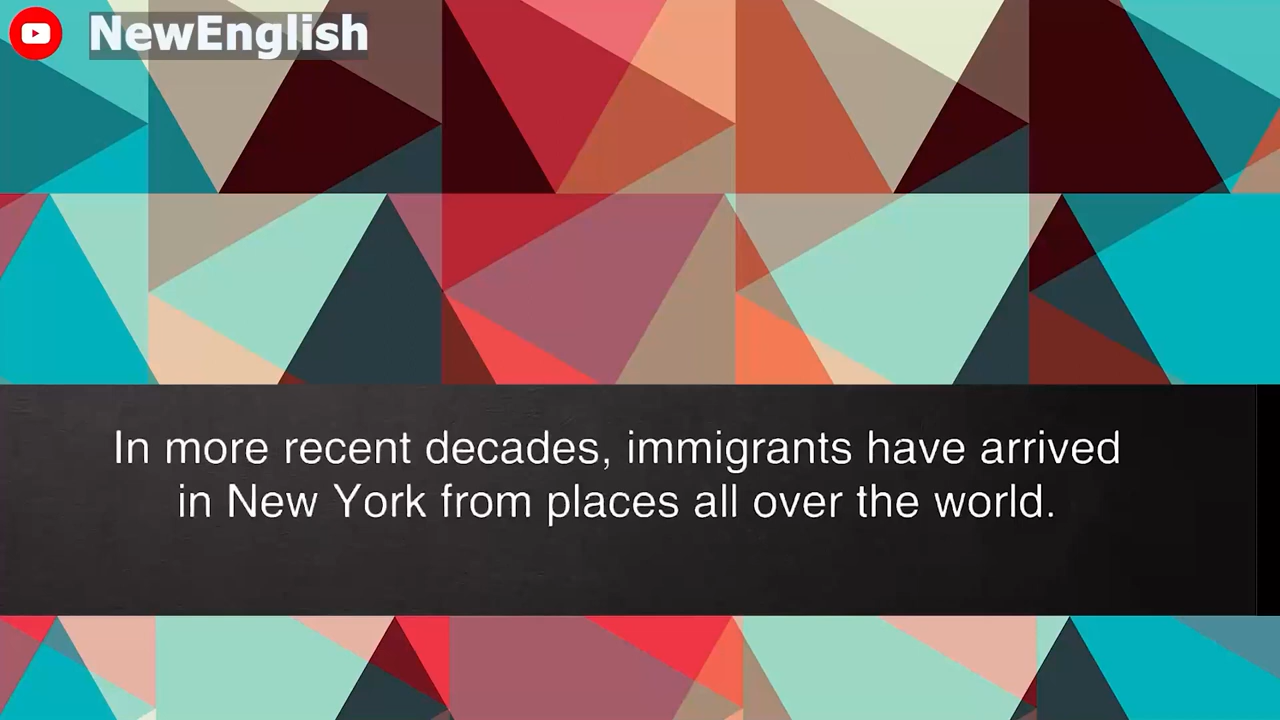 NewEnglish
In more recent decades, immigrants have arrived
in New York from places all over the world.